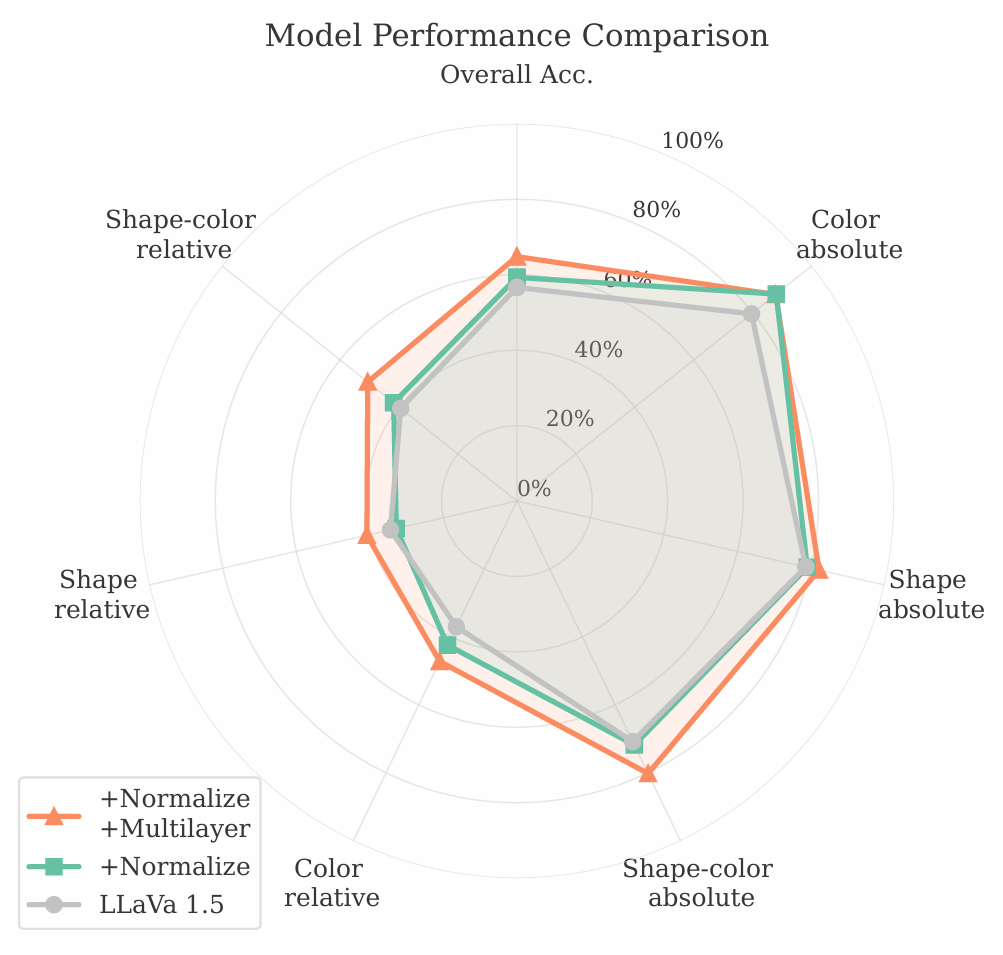 Model Performance Comparison
Overall Acc.
100%
80%
60%
40%
20%
0%
Color
absolute
Shape
absolute
Shape-color
absolute
Color
relative
Shape
relative
Shape-color
relative
+Normalize
+Multilayer
+Normalize
LLaVa 1.5